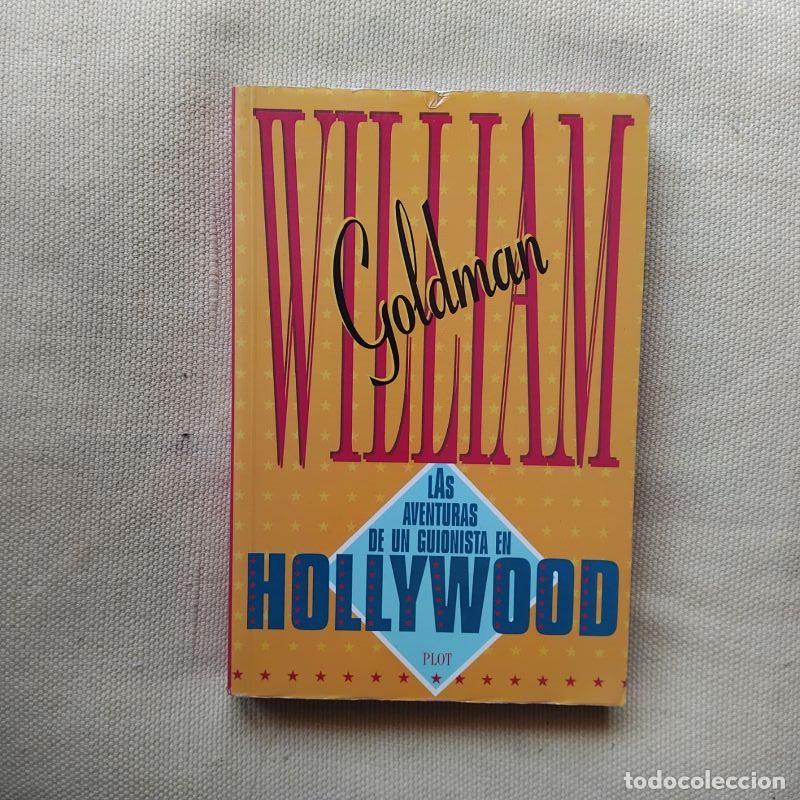 WILLIAM
Goldman
LAS
AVENTURAS
DE UN GUIONISTA EN
HOLLYWOOD
PLOT
todocoleccion